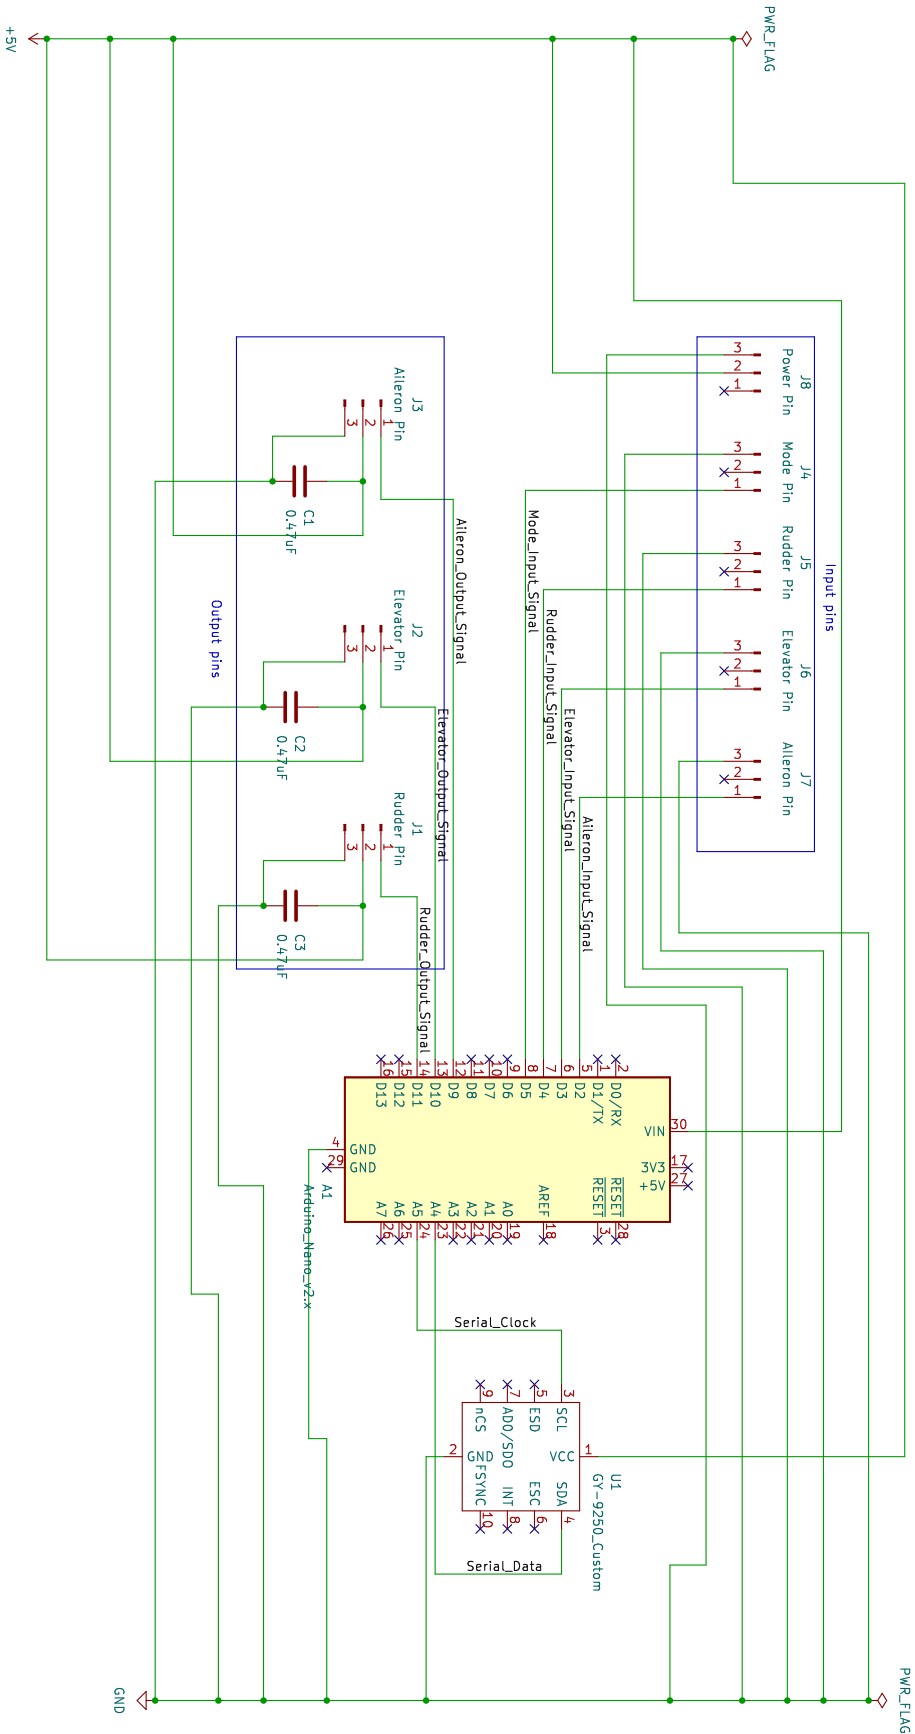 PWR_FLAG
+5V
Input pins
J8
Power Pin
3
2
1
J4
Mode Pin
3
2
1
J5
Rudder Pin
3
2
1
J6
Elevator Pin
3
2
1
J7
Aileron Pin
3
2
1
Output pins
J3
Aileron Pin
1
2
3
C1
0.47uF
J2
Elevator Pin
1
2
3
C2
0.47uF
J1
Rudder Pin
1
2
3
C3
0.47uF
Aileron_Output_Signal
Elevator_Output_Signal
Rudder_Output_Signal
Mode_Input_Signal
Rudder_Input_Signal
Elevator_Input_Signal
Aileron_Input_Signal
16
15
14
13
12
11
10
9
8
7
6
5
1
2
D13
D12
D11
D10
D9
D8
D7
D6
D5
D4
D3
D2
D1/TX
D0/RX
VIN
30
3V3
17
+5V
27
4
GND
29
GND
A7
A6
A5
A4
A3
A2
A1
A0
AREF
RESET
RESET
26
25
24
23
22
21
20
19
18
3
28
A1
Arduino_Nano_v2.x
Serial_Clock
9
7
5
3
nCS
AD0/SDO
ESD
SCL
2
GND
VCC
1
FSYNC
INT
ESC
SDA
10
8
6
4
U1
GY-9250_Custom
Serial_Data
GND
PWR_FLAG